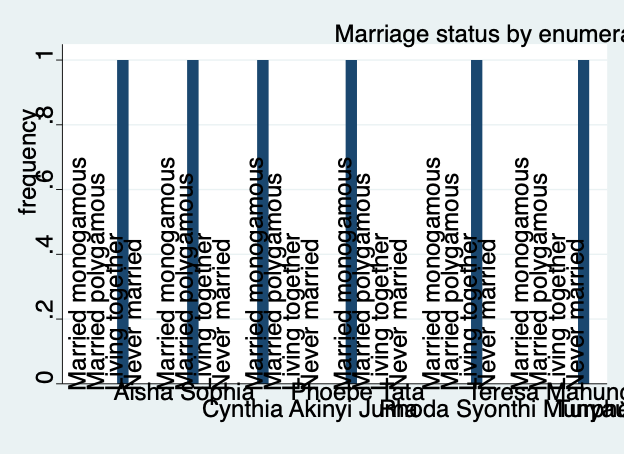 Marriage status by enumera
frequency
1
.8
.6
.4
.2
0
Married monogamous
Married polygamous
Living together
Never married
Married monogamous
Married polygamous
Living together
Never married
Married monogamous
Married polygamous
Living together
Never married
Married monogamous
Married polygamous
Living together
Never married
Married monogamous
Married polygamous
Living together
Never married
Married monogamous
Married polygamous
Living together
Never married
Aisha Sophia
Phoebe Tata
Teresa
Cynthia Akinyi Juma
Rhoda Syonthi